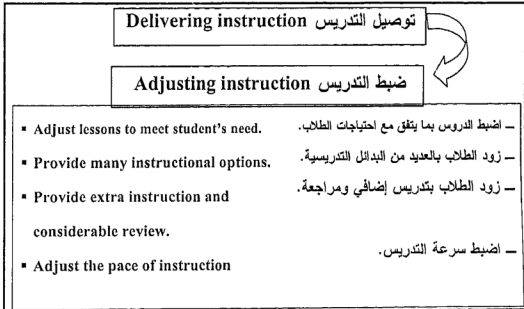 Delivering instruction توصيل التدريس
Adjusting instruction ضبط التدريس
▪ Adjust lessons to meet student's need.
▪ Provide many instructional options.
▪ Provide extra instruction and
considerable review.
▪ Adjust the pace of instruction
– اضبط الدروس بما يتفق مع احتياجات الطلاب.
– زود الطلاب بالعديد من البدائل التدريسية.
– زود الطلاب بتدريس إضافي ومراجعة.
– اضبط سرعة التدريس.